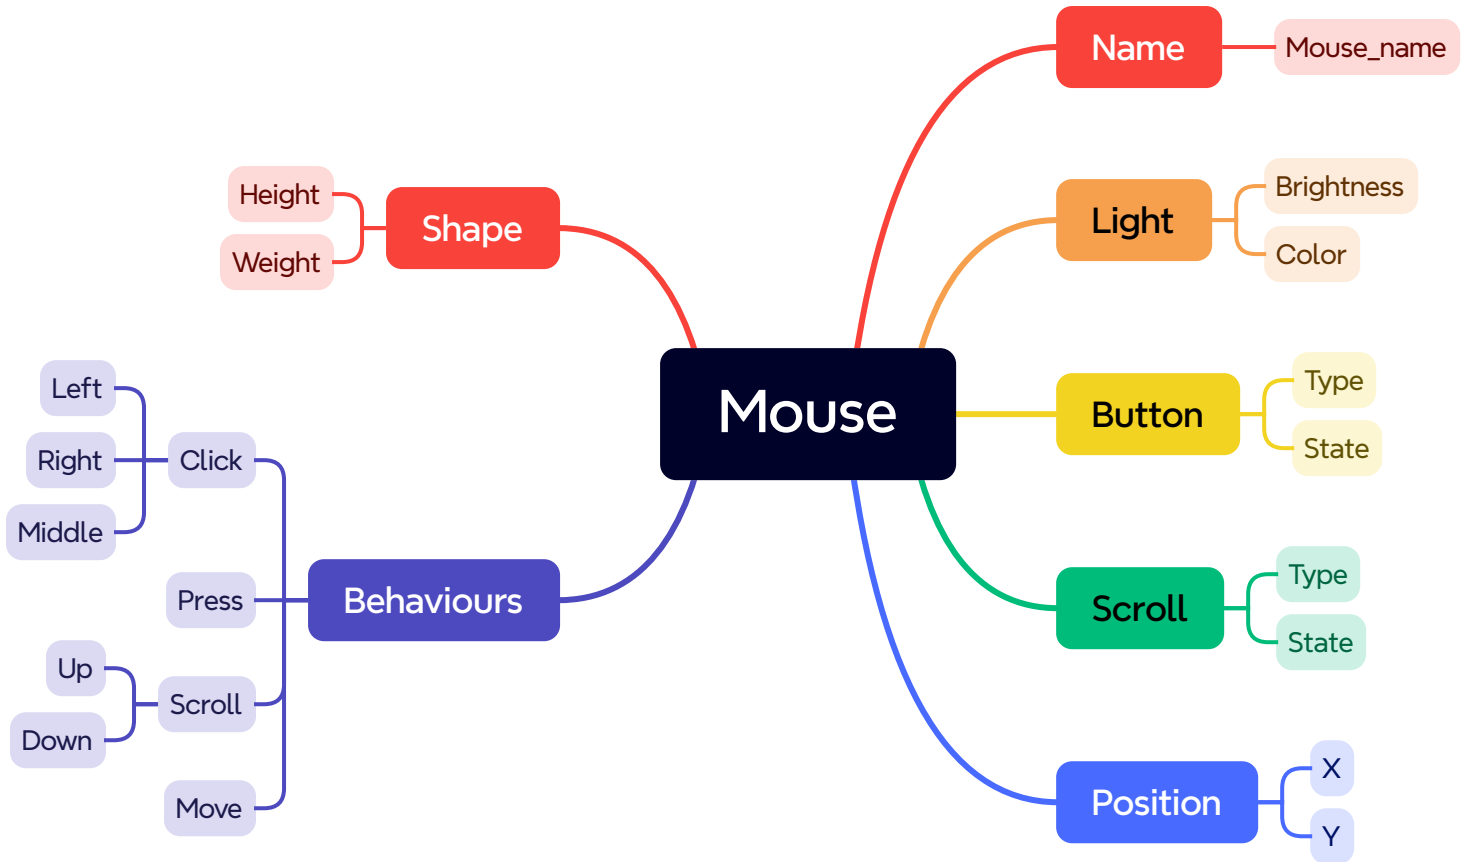 Mouse
Name
Mouse_name
Light
Brightness
Color
Button
Type
State
Scroll
Type
State
Position
X
Y
Shape
Height
Weight
Behaviours
Click
Left
Right
Middle
Press
Scroll
Up
Down
Move